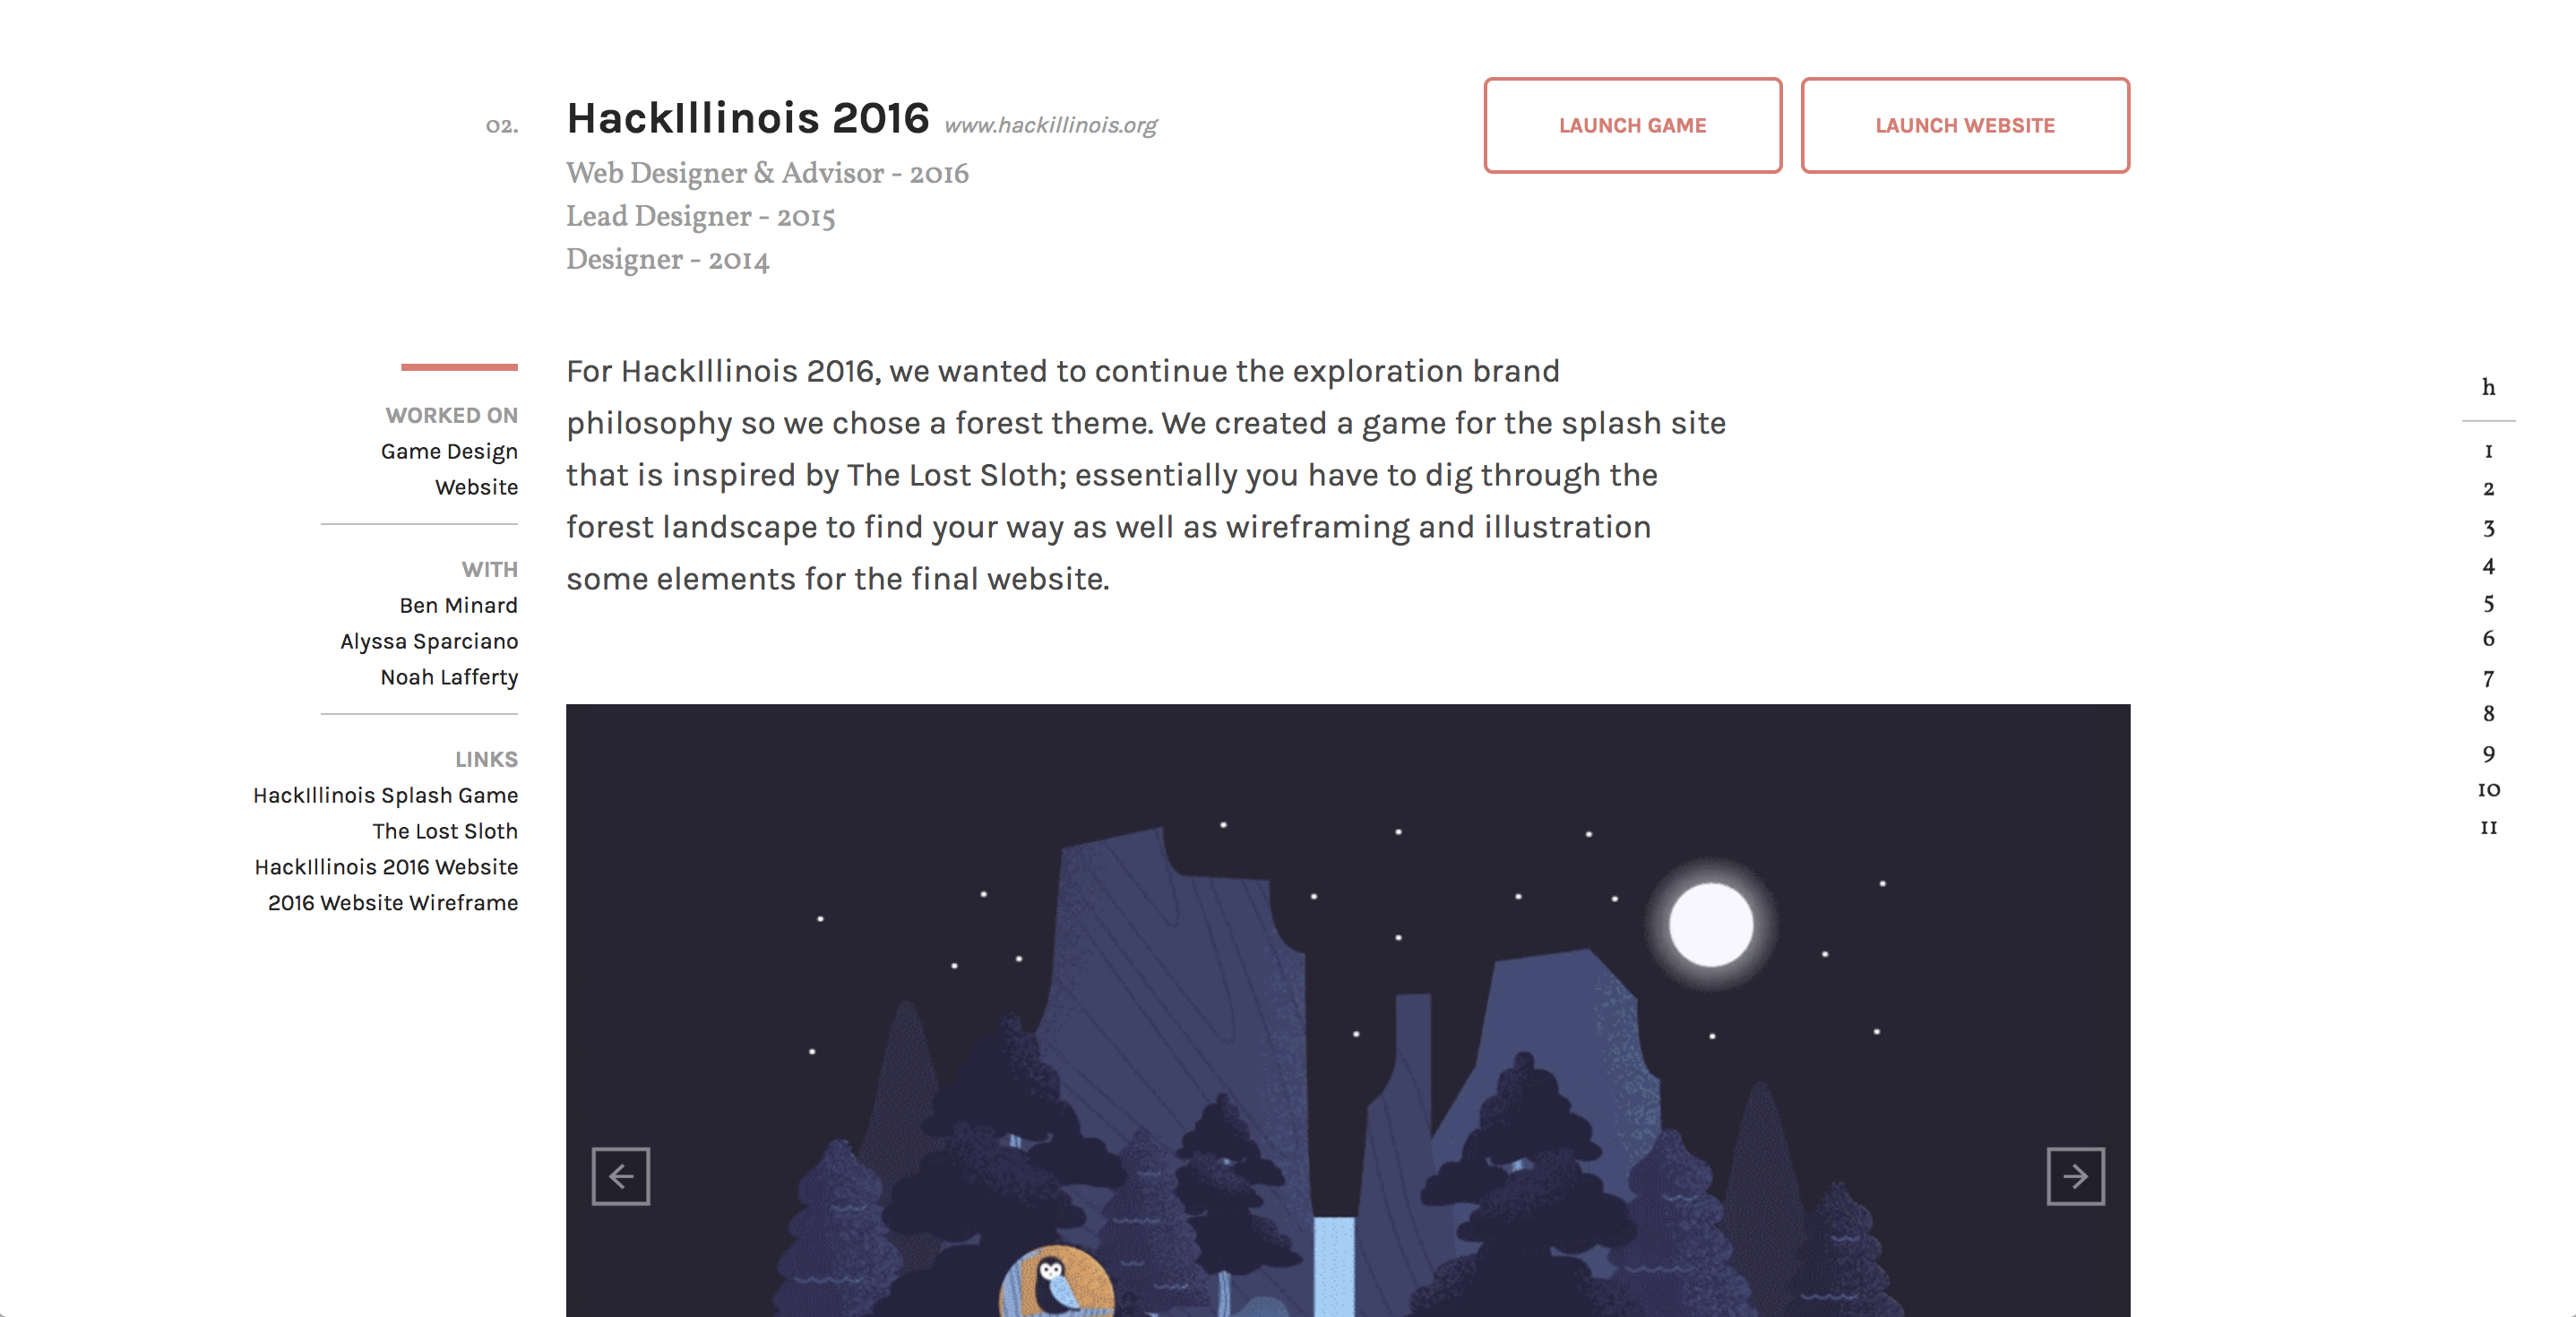 02.
HackIllinois 2016 www.hackillinois.org
Web Designer & Advisor - 2016
Lead Designer - 2015
Designer - 2014
LAUNCH GAME
LAUNCH WEBSITE
WORKED ON
Game Design
Website
WITH
Ben Minard
Alyssa Sparciano
Noah Lafferty
LINKS
HackIllinois Splash Game
The Lost Sloth
HackIllinois 2016 Website
2016 Website Wireframe
For HackIllinois 2016, we wanted to continue the exploration brand
philosophy so we chose a forest theme. We created a game for the splash site
that is inspired by The Lost Sloth; essentially you have to dig through the
forest landscape to find your way as well as wireframing and illustration
some elements for the final website.
h
1
2
3
4
5
6
7
8
9
10
11